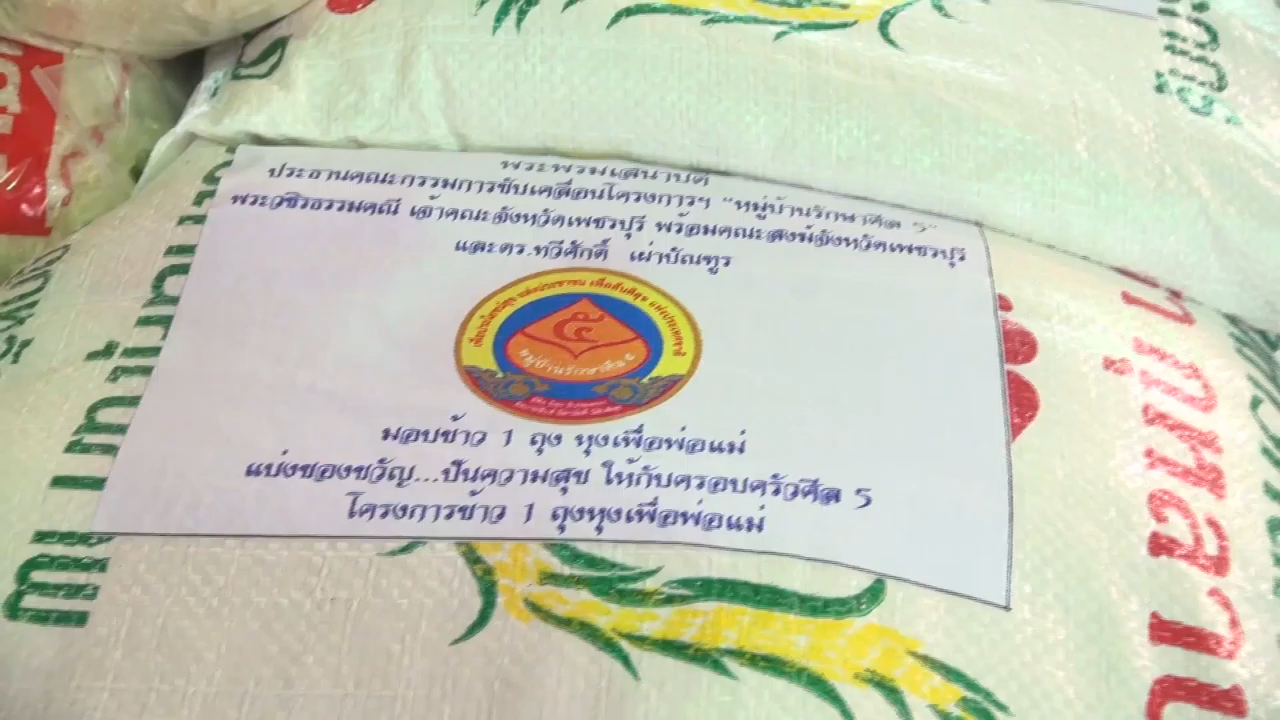 พระพรหมเสนาบดี
ประธานคณะกรรมการขับเคลื่อนโครงการฯ "หมู่บ้านรักษาศีล 5"
พระวชิรธรรมคณี เจ้าคณะจังหวัดเพชรบุรี พร้อมคณะสงฆ์จังหวัดเพชรบุรี
และดร.ทวีศักดิ์ เผ่าบัณฑูร
๕
หมู่บ้านรักษาศีล ๕
มอบข้าว 1 ถุง หุงเพื่อพ่อแม่
แบ่งของขวัญ...ปันความสุข ให้กับครอบครัวศีล 5
โครงการข้าว 1 ถุงหุงเพื่อพ่อแม่